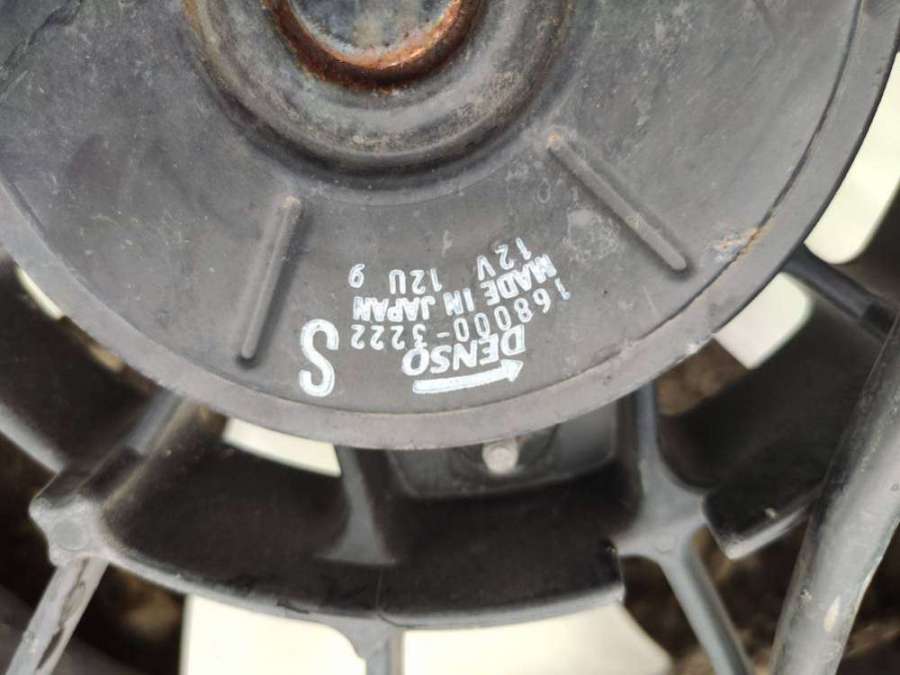 DENSO
168000-3222 S
MADE IN JAPAN
12V 12U 9